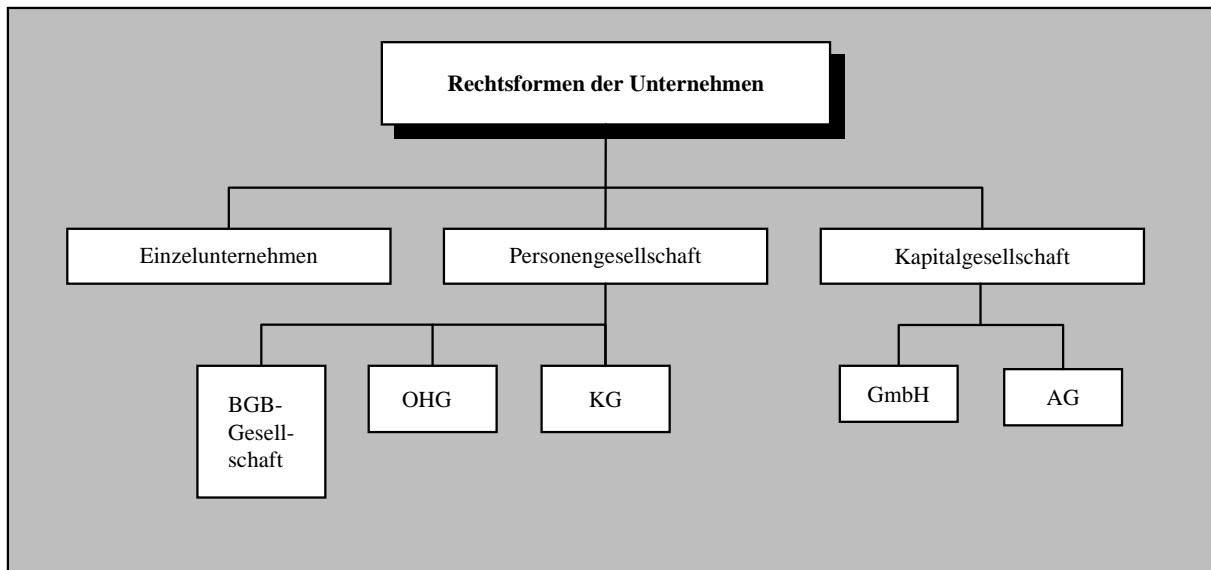 Rechtsformen der Unternehmen
Einzelunternehmen
Personengesellschaft
Kapitalgesellschaft
BGB-
Gesell-
schaft
OHG
KG
GmbH
AG